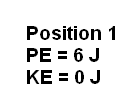 Position 1
PE = 6 J
KE = 0 J